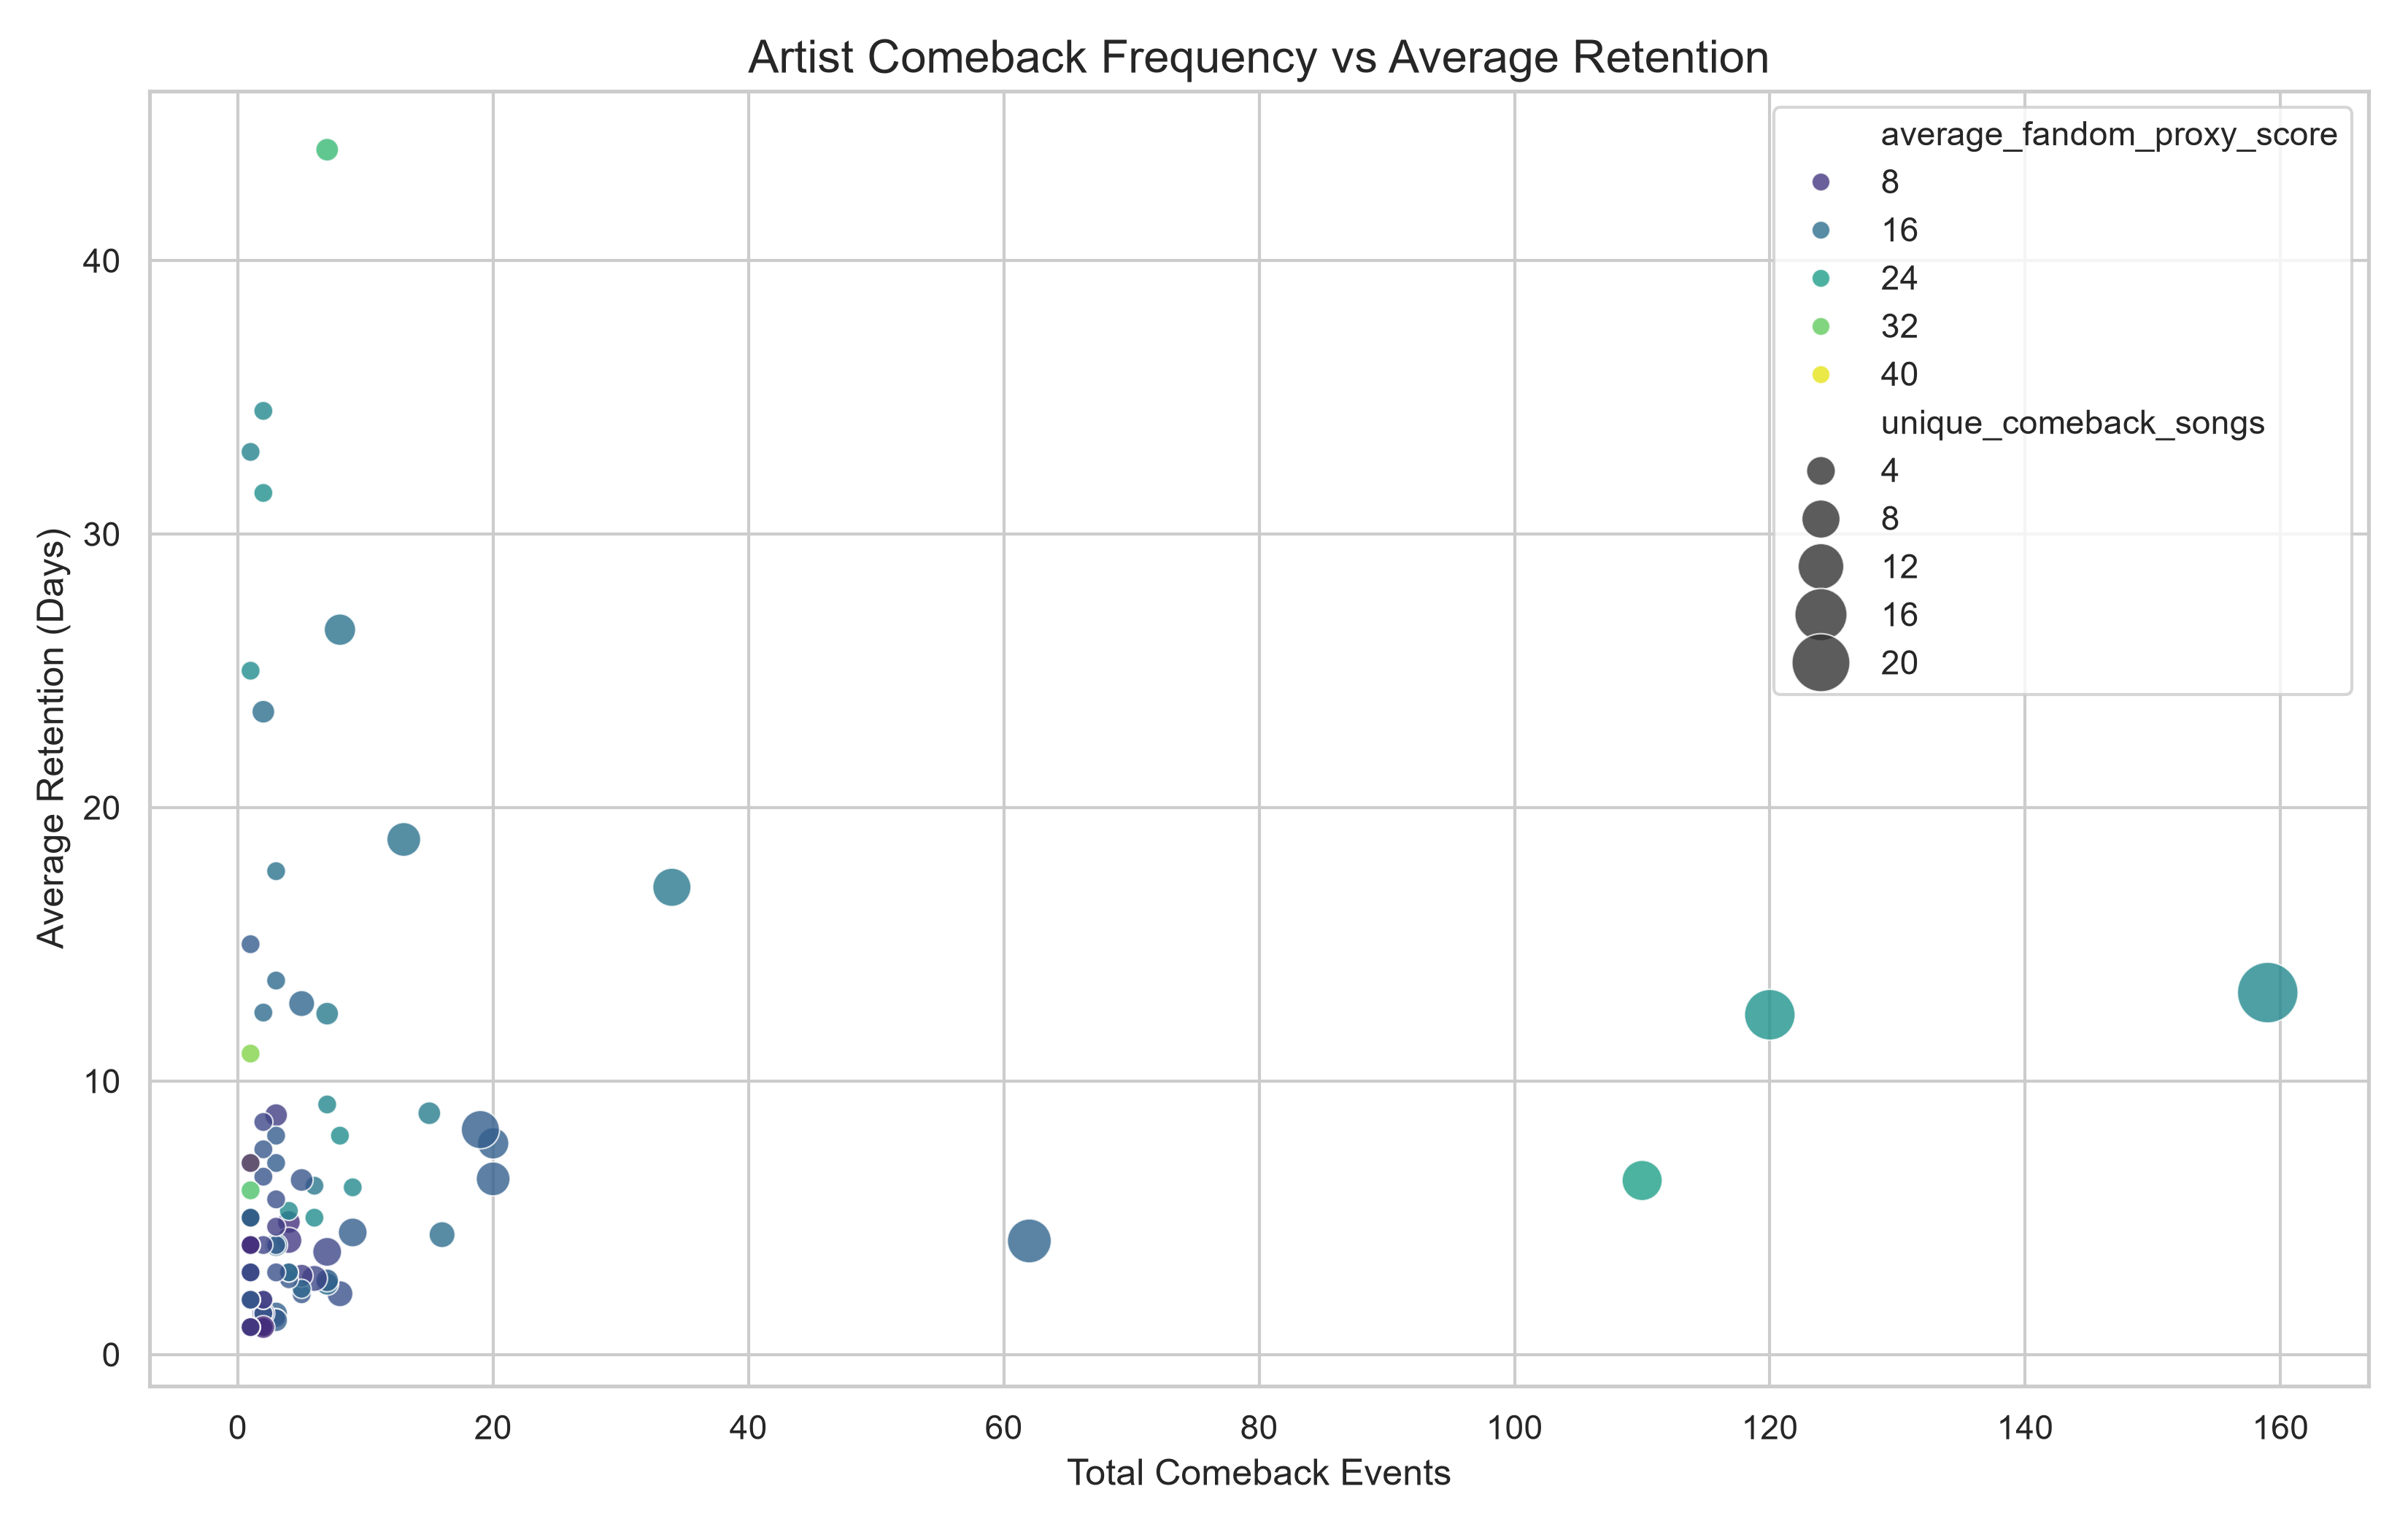 Artist Comeback Frequency vs Average Retention
average_fandom_proxy_score
8
16
24
32
40
unique_comeback_songs
4
8
12
16
20
Average Retention (Days)
40
30
20
10
0
0 20 40 60 80 100 120 140 160
Total Comeback Events